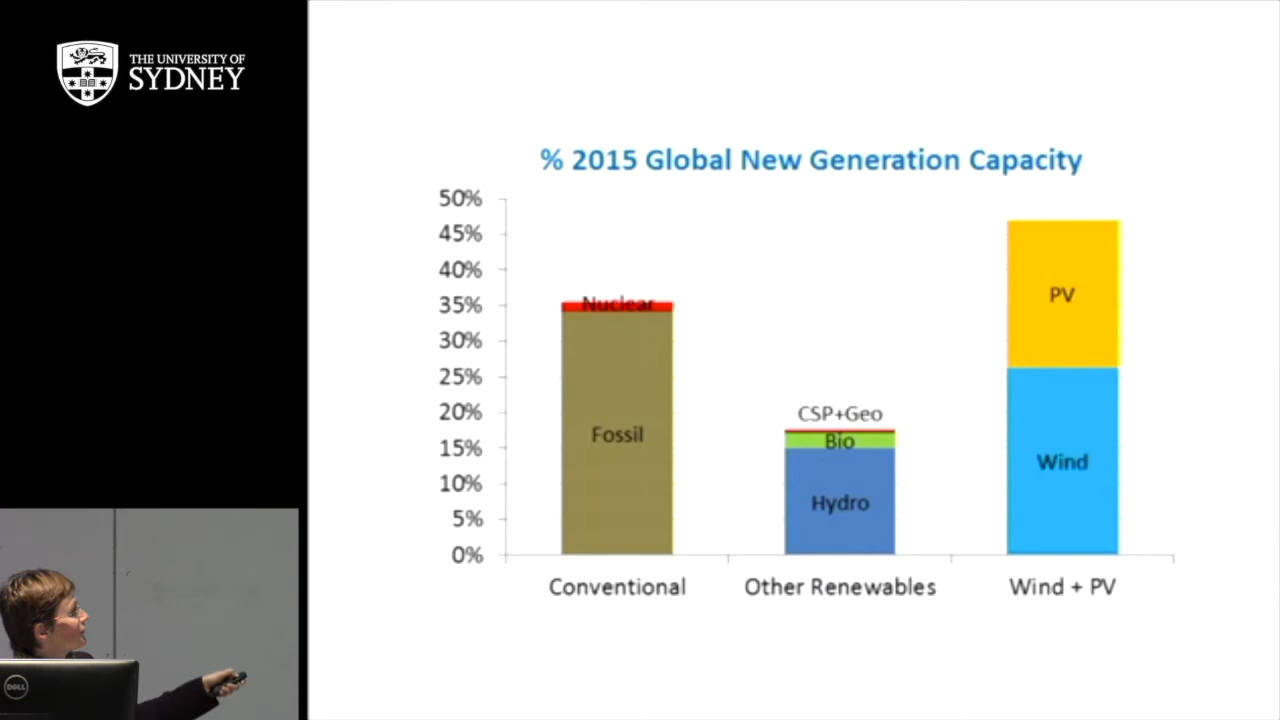 THE UNIVERSITY OF
SYDNEY
% 2015 Global New Generation Capacity
50%
45%
40%
35%
30%
25%
20%
15%
10%
5%
0%
Nuclear
Fossil
CSP+Geo
Bio
Hydro
PV
Wind
Conventional
Other Renewables
Wind + PV
DELL